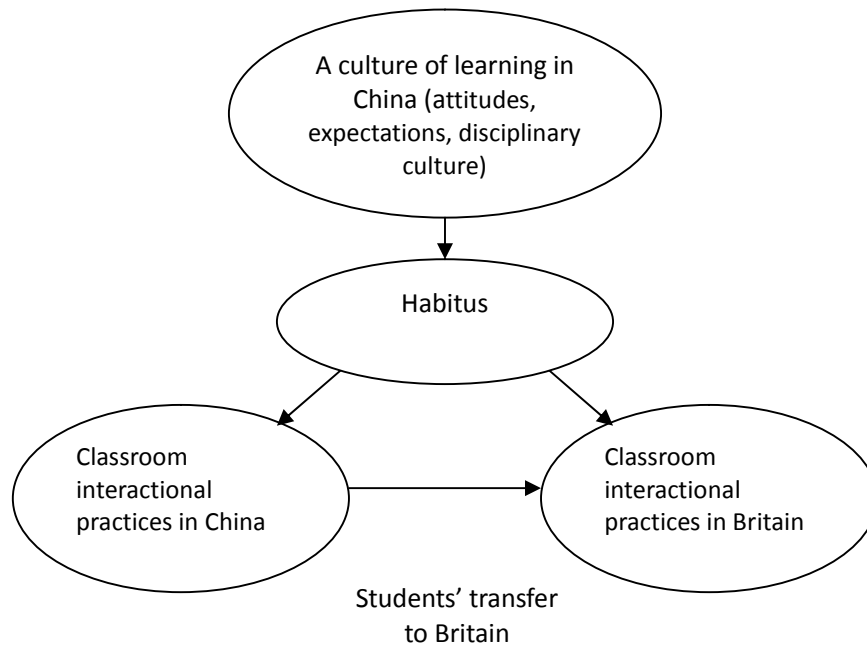 A culture of learning in
China (attitudes,
expectations, disciplinary
culture)
Habitus
Classroom
interactional
practices in China
Classroom
interactional
practices in Britain
Students’ transfer
to Britain